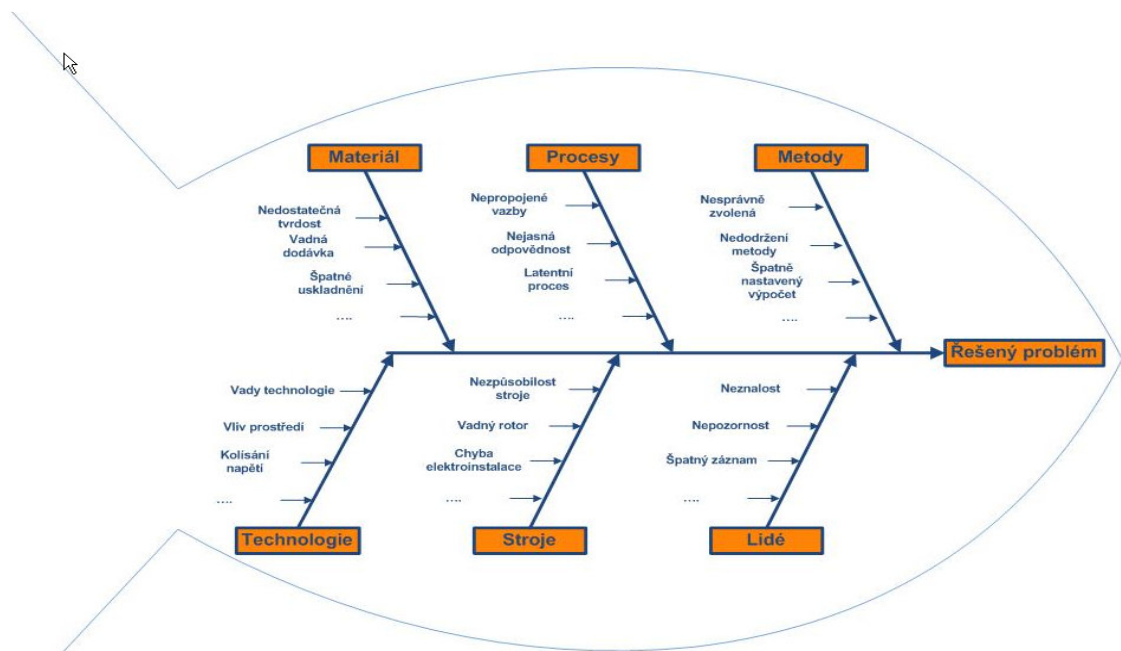 Materiál
Procesy
Metody
Nedostatečná
tvrdost
Vadná
dodávka
Špatné
uskladnění
....
Nepropojené
vazby
Nejasná
odpovědnost
Latentní
proces
....
Nesprávně
zvolená
Nedodržení
metody
Špatně
nastavený
výpočet
....
Řešený problém
Vady technologie
Vliv prostředí
Kolísání
napětí
....
Nezpůsobilost
stroje
Vadný rotor
Chyba
elektroinstalace
....
Neznalost
Nepozornost
Špatný záznam
....
Technologie
Stroje
Lidé